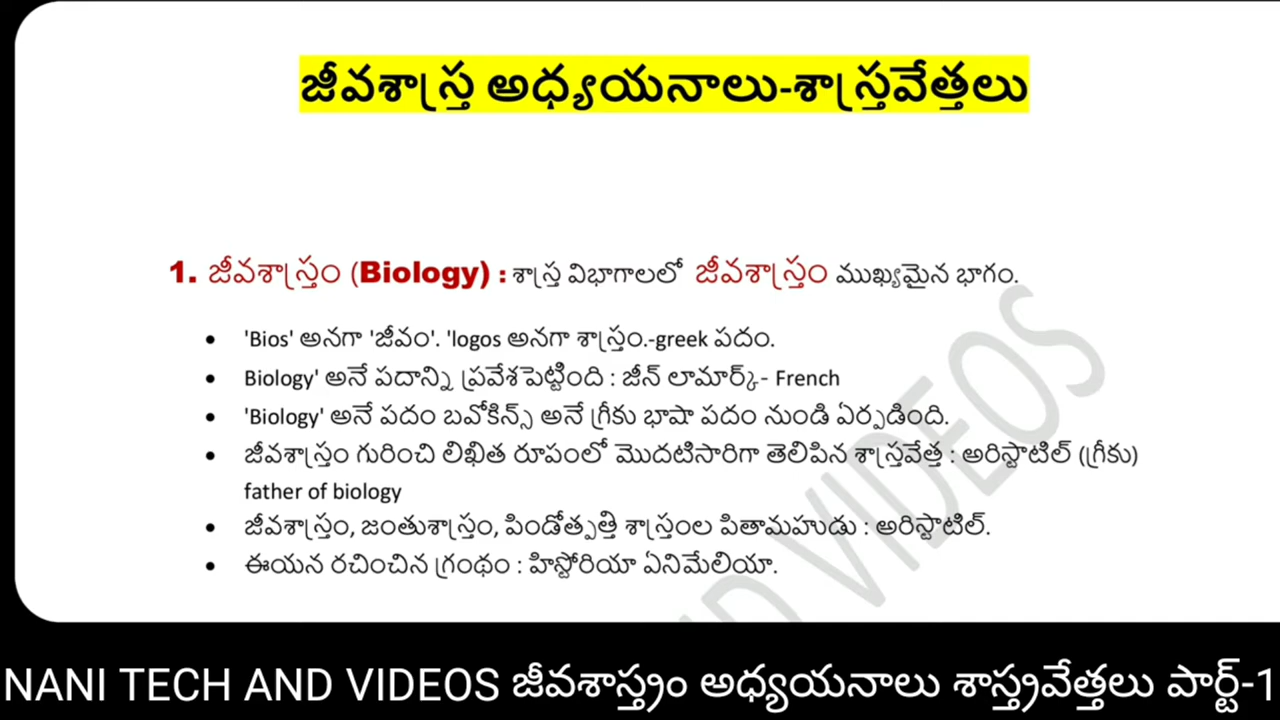 జీవశాస్త్ర అధ్యయనాలు-శాస్త్రవేత్తలు
1. జీవశాస్త్రం (Biology) : శాస్త్ర విభాగాలలో జీవశాస్త్రం ముఖ్యమైన భాగం.
• 'Bios' అనగా 'జీవం'. 'logos అనగా శాస్త్రం.-greek పదం.
• Biology' అనే పదాన్ని ప్రవేశపెట్టింది : జీన్ లామార్క్- French
• 'Biology' అనే పదం బవోకిన్స్ అనే గ్రీకు భాషా పదం నుండి ఏర్పడింది.
• జీవశాస్త్రం గురించి లిఖిత రూపంలో మొదటిసారిగా తెలిపిన శాస్త్రవేత్త : అరిస్టాటిల్ (గ్రీకు)
father of biology
• జీవశాస్త్రం, జంతుశాస్త్రం, పిండోత్పత్తి శాస్త్రంల పితామహుడు : అరిస్టాటిల్.
• ఈయన రచించిన గ్రంథం : హిస్టోరియా ఏనిమేలియా.
VIDEOS
NANI TECH AND VIDEOS జీవశాస్త్రం అధ్యయనాలు శాస్త్రవేత్తలు పార్ట్-1